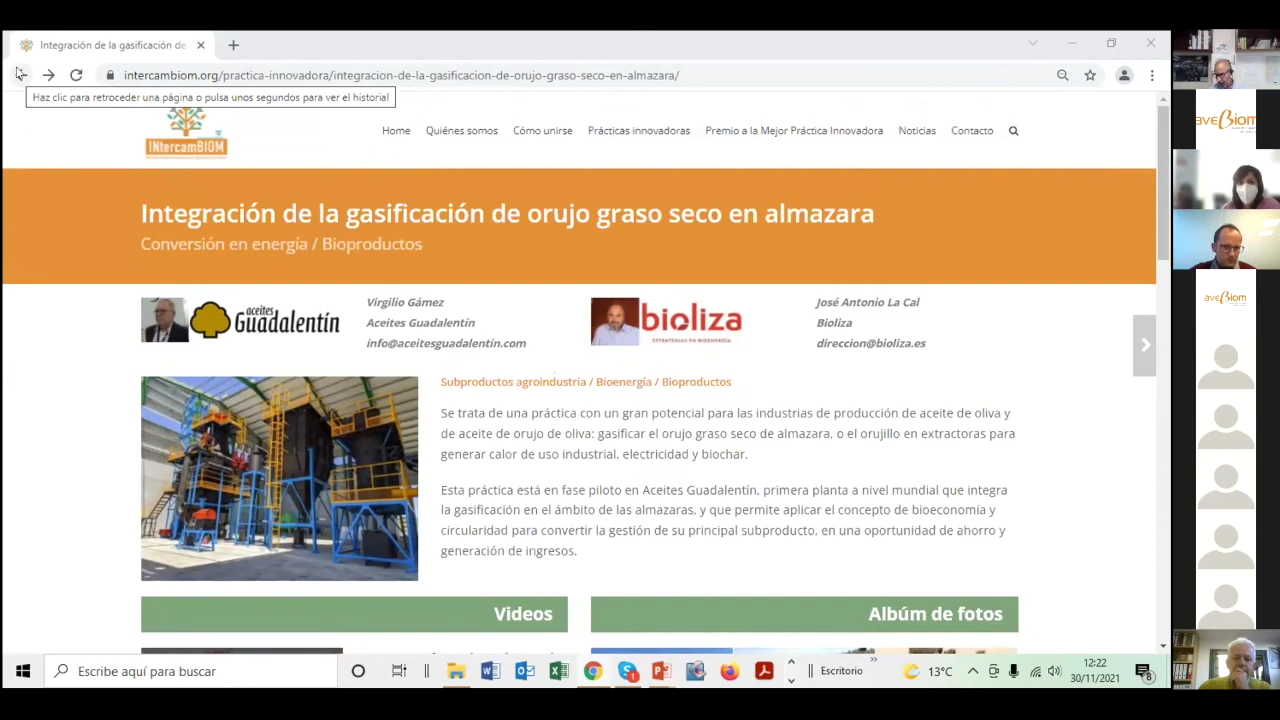 Integración de la gasificación de
intercambiom.org/practica-innovadora/integracion-de-la-gasificacion-de-orujo-graso-seco-en-almazara/
Haz clic para retroceder una página o pulsa unos segundos para ver el historial
INtercamBIOM
Home Quiénes somos Cómo unirse Prácticas innovadoras Premio a la Mejor Práctica Innovadora Noticias Contacto
Integración de la gasificación de orujo graso seco en almazara
Conversión en energía / Bioproductos
aceites
Guadalentín
Virgilio Gámez
Aceites Guadalentín
info@aceitesguadalentin.com
bioliza
ESTRATEGIAS EN BIOENERGÍA
José Antonio La Cal
Bioliza
direccion@bioliza.es
Subproductos agroindustria / Bioenergía / Bioproductos
Se trata de una práctica con un gran potencial para las industrias de producción de aceite de oliva y
de aceite de orujo de oliva: gasificar el orujo graso seco de almazara, o el orujillo en extractoras para
generar calor de uso industrial, electricidad y biochar.
Esta práctica está en fase piloto en Aceites Guadalentín, primera planta a nivel mundial que integra
la gasificación en el ámbito de las almazaras, y que permite aplicar el concepto de bioeconomía y
circularidad para convertir la gestión de su principal subproducto, en una oportunidad de ahorro y
generación de ingresos.
Videos
Albúm de fotos
Escribe aquí para buscar
Escritorio
13°C
12:22
30/11/2021
8
1
aveBiom
aveBiom